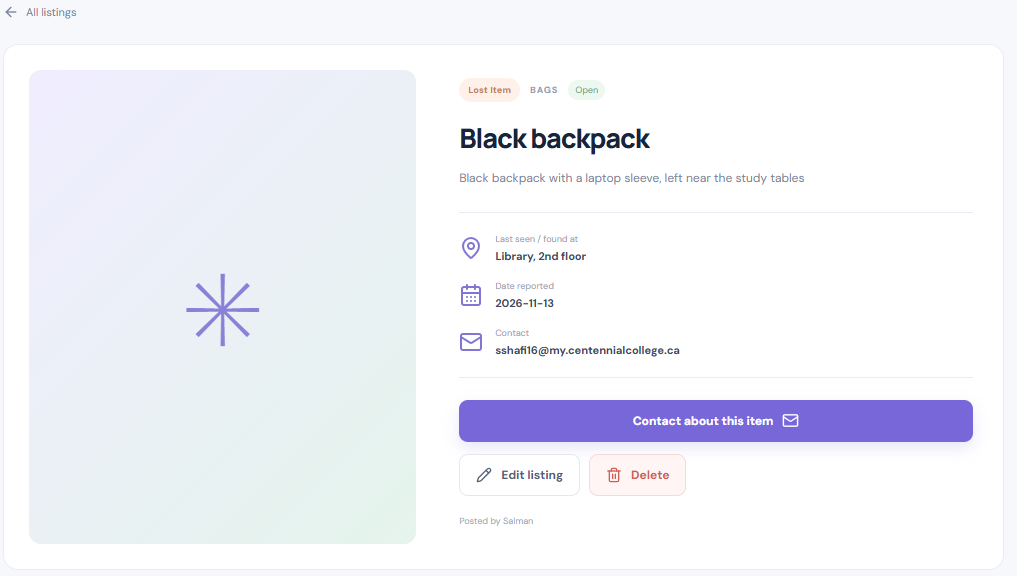 All listings
Lost Item BAGS Open
Black backpack
Black backpack with a laptop sleeve, left near the study tables
Last seen / found at
Library, 2nd floor
Date reported
2026-11-13
Contact
sshafi16@my.centennialcollege.ca
Contact about this item
Edit listing Delete
Posted by Salman